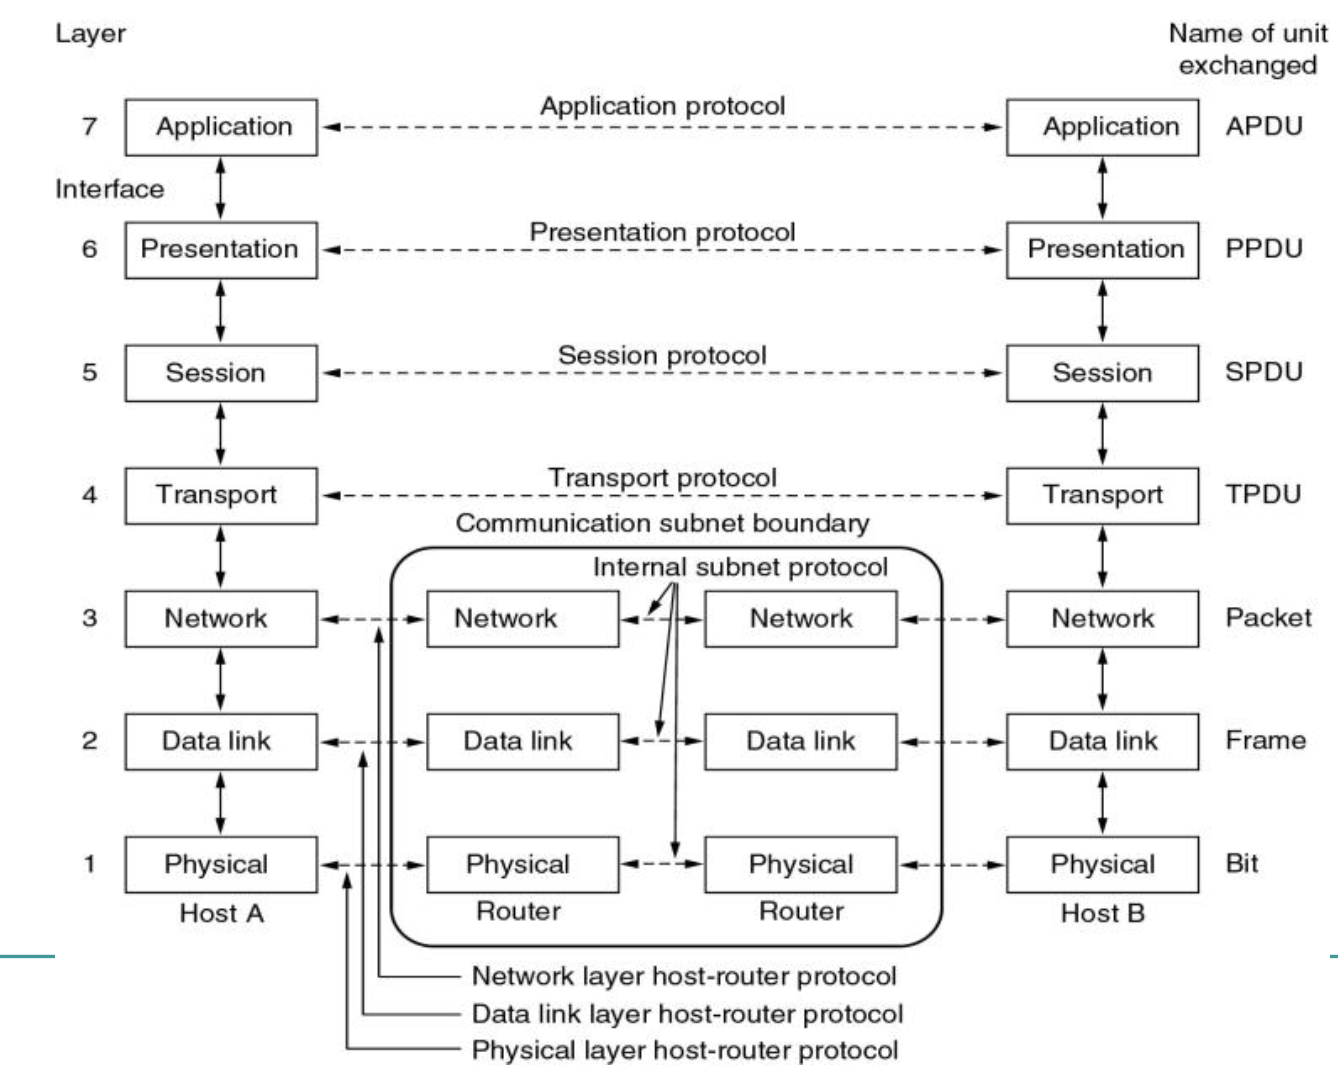 Layer
Name of unit
exchanged
Application protocol
7
Application
Application
APDU
Interface
Presentation protocol
6
Presentation
Presentation
PPDU
Session protocol
5
Session
Session
SPDU
Transport protocol
4
Transport
Transport
TPDU
Communication subnet boundary
Internal subnet protocol
3
Network
Network
Network
Network
Packet
2
Data link
Data link
Data link
Data link
Frame
1
Physical
Physical
Physical
Physical
Bit
Host A
Router
Router
Host B
Network layer host-router protocol
Data link layer host-router protocol
Physical layer host-router protocol